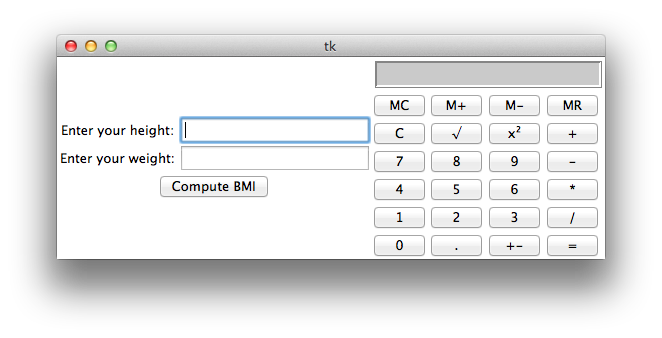 tk
MC M+ M− MR
C √ x² +
Enter your height:
7 8 9 −
Enter your weight:
4 5 6 *
Compute BMI
1 2 3 /
0 . +− =